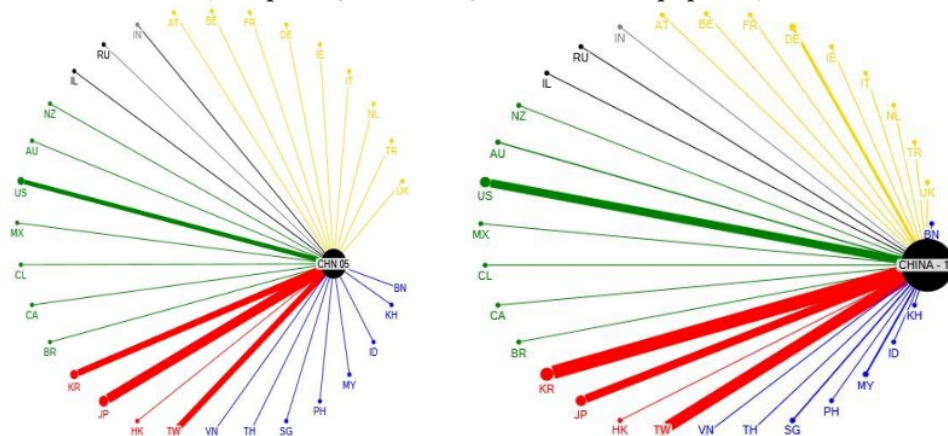 IN
AT
BE
FR
DE
IE
IT
NL
TR
UK
RU
IL
NZ
AU
US
MX
CL
CA
BR
KR
JP
HK
TW
VN
TH
SG
PH
MY
ID
KH
BN
CHN 05
IN
AT
BE
FR
DE
IE
IT
NL
TR
UK
BN
RU
IL
NZ
AU
US
MX
CL
CA
BR
KR
JP
HK
TW
VN
TH
SG
PH
MY
ID
KH
CHINA - 1